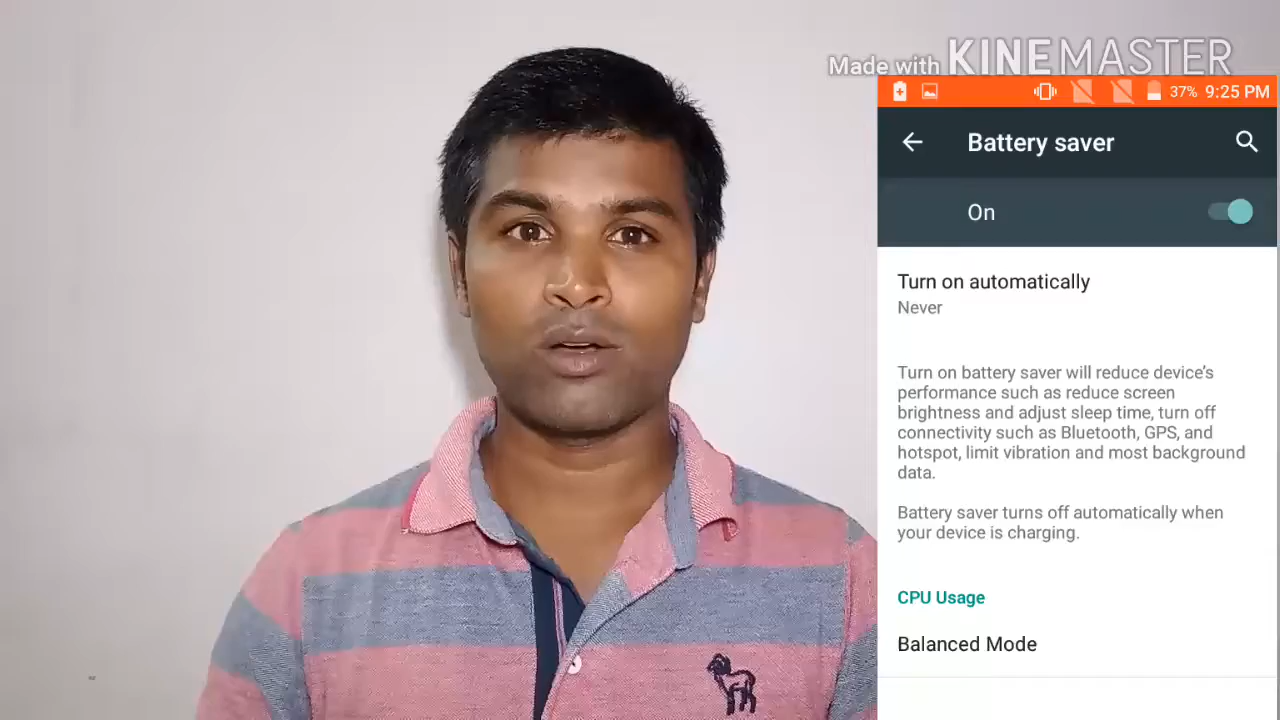 Made with KINEMASTER
37% 9:25 PM
Battery saver
On
Turn on automatically
Never
Turn on battery saver will reduce device's
performance such as reduce screen
brightness and adjust sleep time, turn off
connectivity such as Bluetooth, GPS, and
hotspot, limit vibration and most background
data.
Battery saver turns off automatically when
your device is charging.
CPU Usage
Balanced Mode